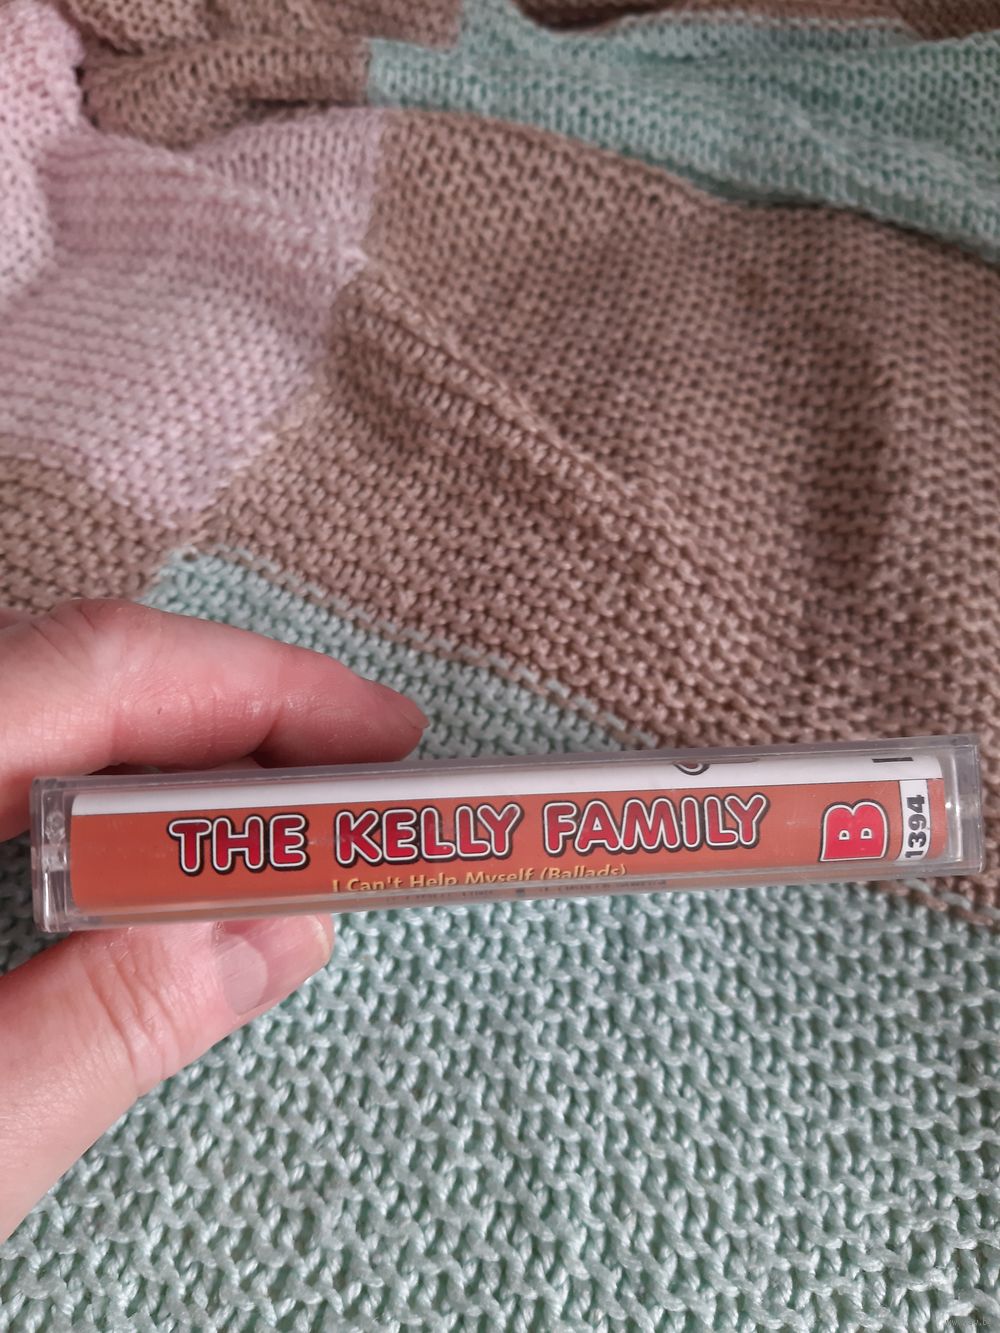 THE KELLY FAMILY
I Can't Help Myself (Ballads)
B
1394